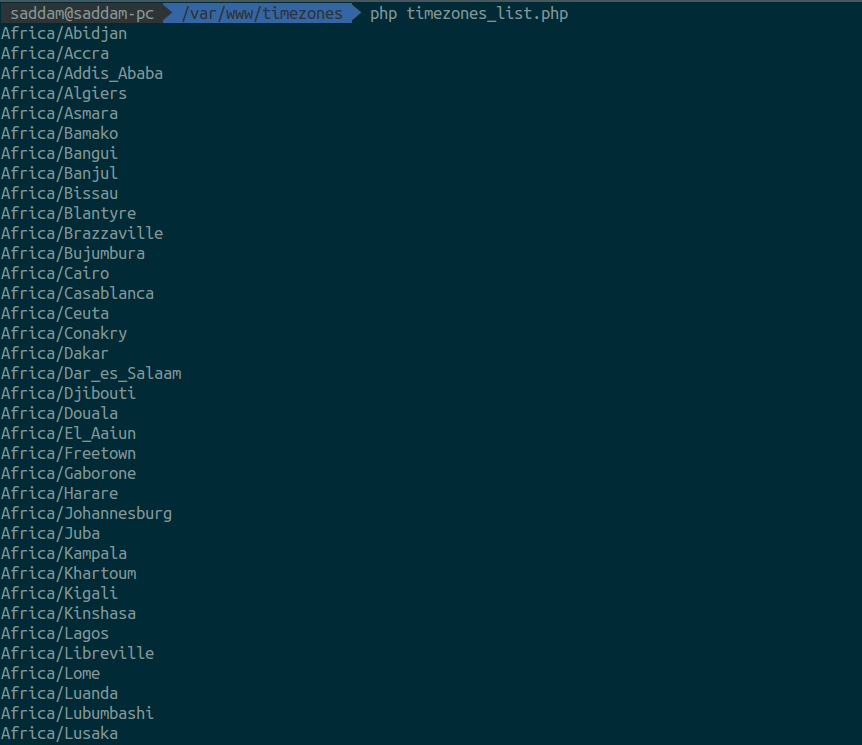 saddam@saddam-pc /var/www/timezones php timezones_list.php
Africa/Abidjan
Africa/Accra
Africa/Addis_Ababa
Africa/Algiers
Africa/Asmara
Africa/Bamako
Africa/Bangui
Africa/Banjul
Africa/Bissau
Africa/Blantyre
Africa/Brazzaville
Africa/Bujumbura
Africa/Cairo
Africa/Casablanca
Africa/Ceuta
Africa/Conakry
Africa/Dakar
Africa/Dar_es_Salaam
Africa/Djibouti
Africa/Douala
Africa/El_Aaiun
Africa/Freetown
Africa/Gaborone
Africa/Harare
Africa/Johannesburg
Africa/Juba
Africa/Kampala
Africa/Khartoum
Africa/Kigali
Africa/Kinshasa
Africa/Lagos
Africa/Libreville
Africa/Lome
Africa/Luanda
Africa/Lubumbashi
Africa/Lusaka